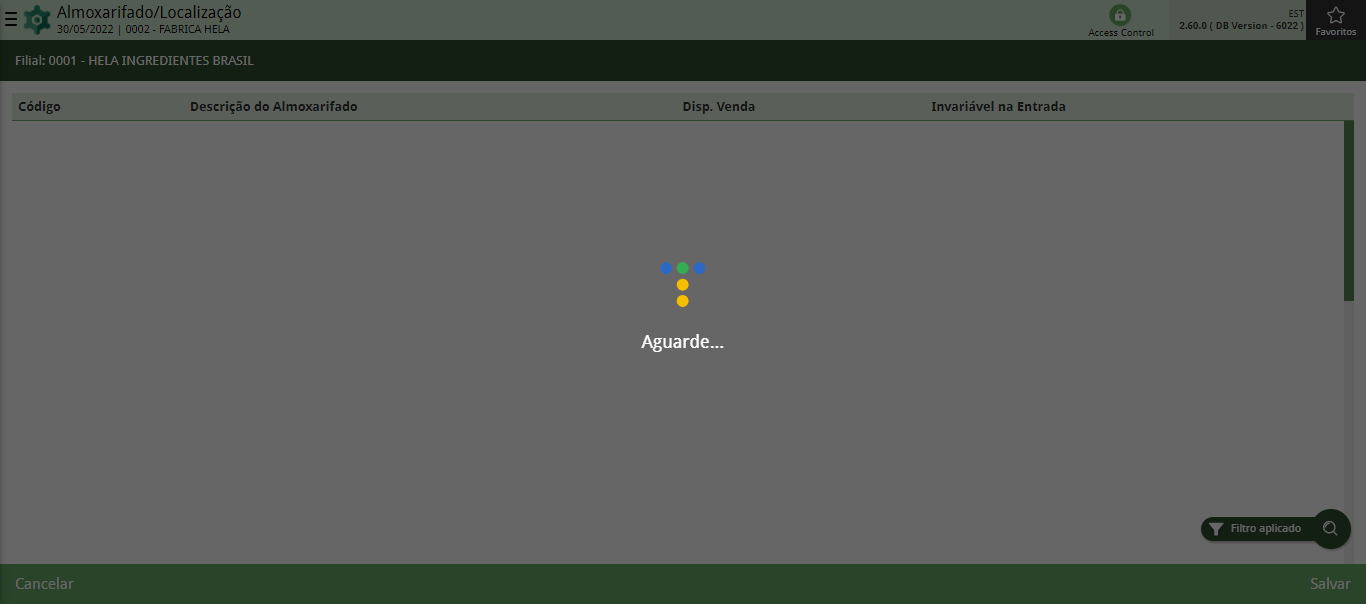 Almoxarifado/Localização
30/05/2022 | 0002 - FABRICA HELA
Access Control
EST
2.60.0 ( DB Version - 6022 )
Favoritos
Filial: 0001 - HELA INGREDIENTES BRASIL
Código Descrição do Almoxarifado Disp. Venda Invariável na Entrada
Aguarde...
Filtro aplicado
Cancelar Salvar